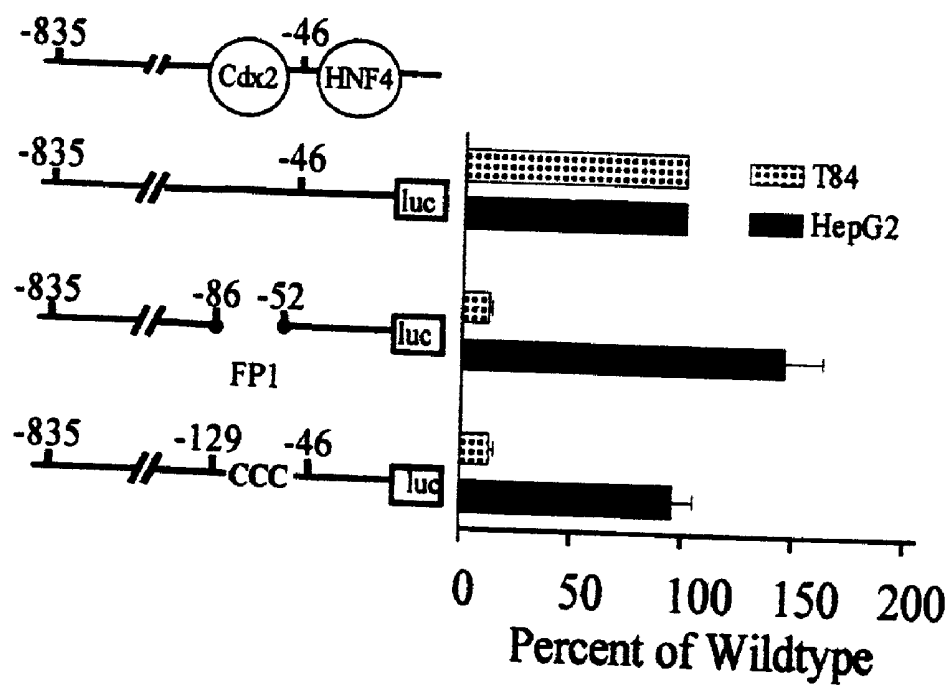 -835 -46
Cdx2 HNF4
-835 -46
luc
T84
HepG2
-835 -86 -52
luc
FP1
-835 -129 -46
CCC luc
0 50 100 150 200
Percent of Wildtype